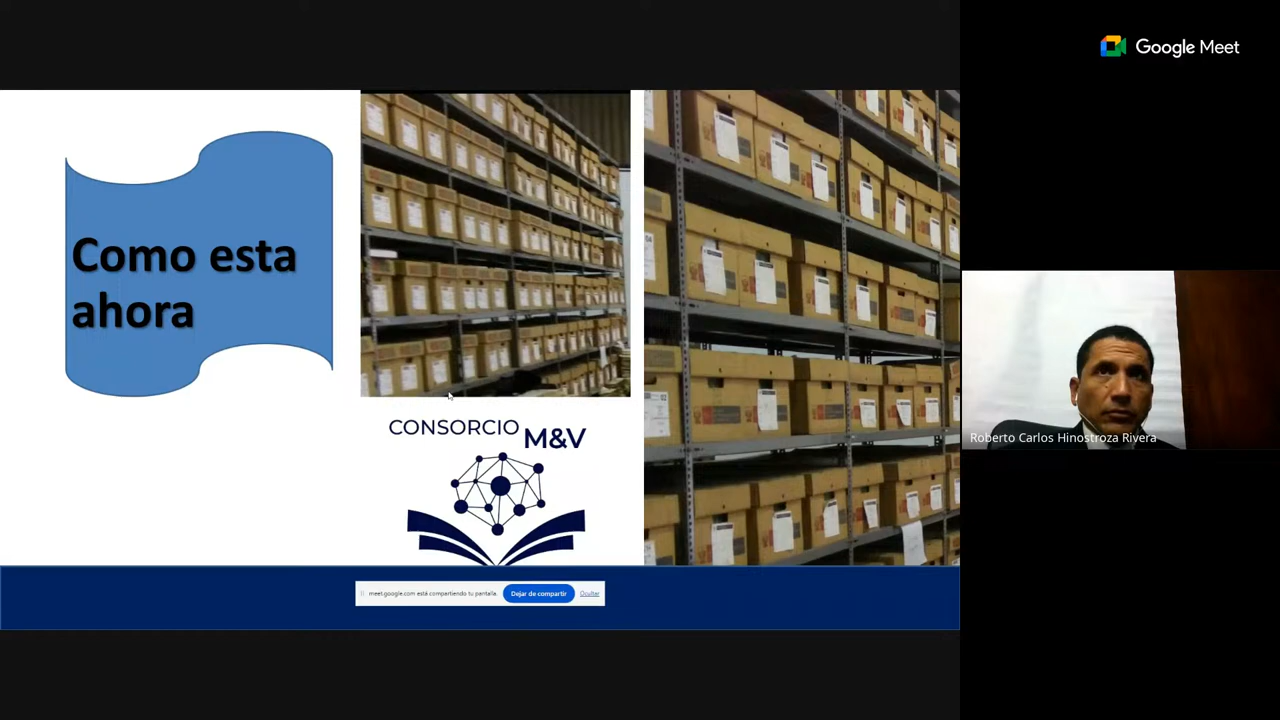 Google Meet
Como esta
ahora
CONSORCIO
M&V
Roberto Carlos Hinostroza Rivera
meet.google.com está compartiendo tu pantalla.
Dejar de compartir
Ocultar